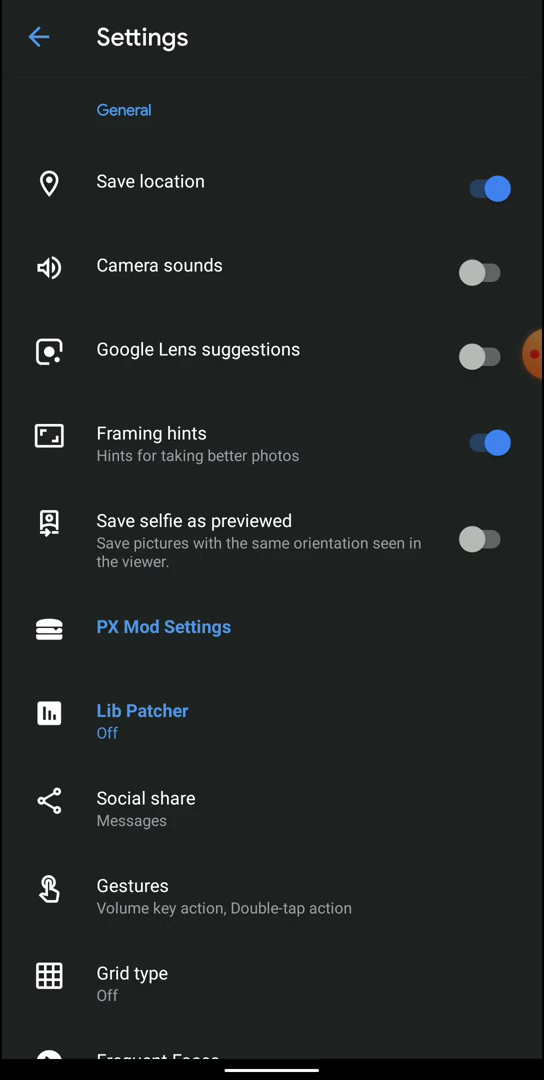 Settings
General
Save location
Camera sounds
Google Lens suggestions
Framing hints
Hints for taking better photos
Save selfie as previewed
Save pictures with the same orientation seen in
the viewer.
PX Mod Settings
Lib Patcher
Off
Social share
Messages
Gestures
Volume key action, Double-tap action
Grid type
Off
Frequent Faces